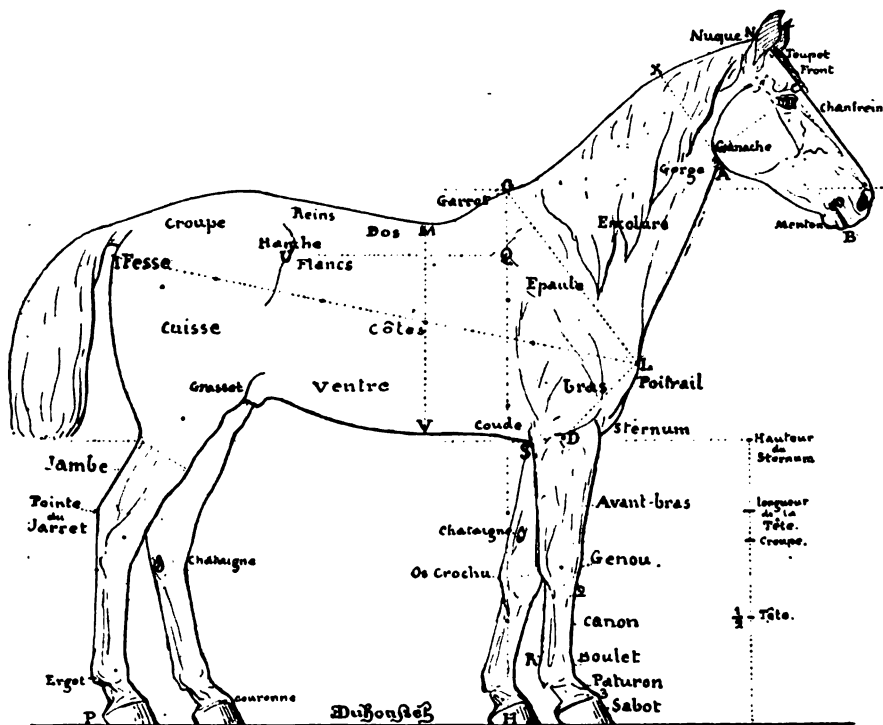 Nuque N
Toupet
Front
X
Chanfrein
Ganache
Gorge A
Garrot
Encolure
Menton B
Croupe
Reins
Dos M
Hanche
U Flancs
Fesse
Epaule
Cuisse
Côtes
L
Grasset
Ventre
bras
Poitrail
V
Coude
Sternum
S
D
Hauteur
du
Sternum
Jambe
Pointe
du
Jarret
Avant-bras
longueur
de la
Tête.
Croupe.
Chataigne
Chataigne
Genou
Os Crochu
1/2 Tête.
Canon
R
Boulet
Ergot
Paturon
3
Couronne
Sabot
P
Duhousset
H